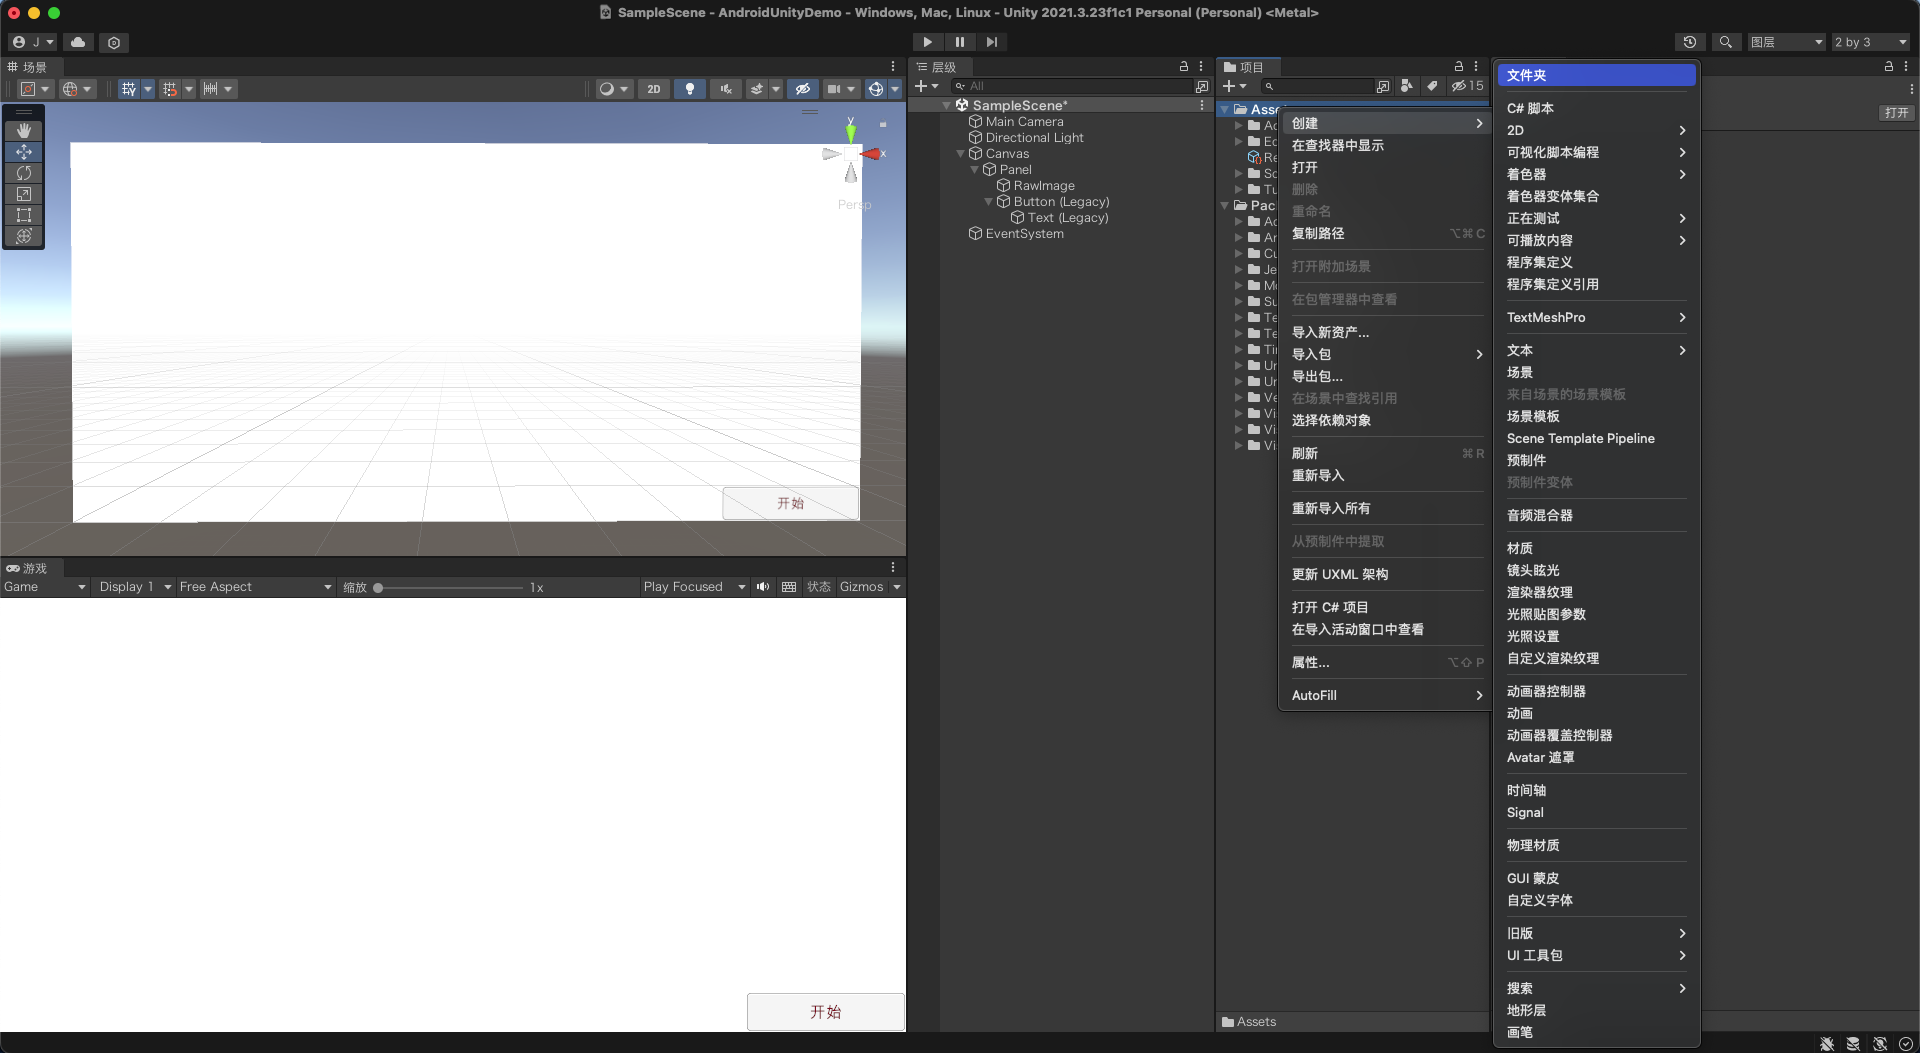 SampleScene - AndroidUnityDemo - Windows, Mac, Linux - Unity 2021.3.23f1c1 Personal (Personal) <Metal>
J
图层
2 by 3
场景
2D
y
x
Persp
开始
游戏
Game
Display 1
Free Aspect
缩放
1x
Play Focused
状态
Gizmos
开始
层级
All
SampleScene*
Main Camera
Directional Light
Canvas
Panel
RawImage
Button (Legacy)
Text (Legacy)
EventSystem
项目
15
Ass
Re
Sc
Tu
Pac
Ar
Cu
Je
Mo
Su
Te
Te
Ti
Ur
Ur
Ve
Vi
Vi
Vi
Assets
创建
在查找器中显示
打开
删除
重命名
复制路径 ⌥⌘C
打开附加场景
在包管理器中查看
导入新资产...
导入包
导出包...
在场景中查找引用
选择依赖对象
刷新 ⌘R
重新导入
重新导入所有
从预制件中提取
更新 UXML 架构
打开 C# 项目
在导入活动窗口中查看
属性... ⌥⇧P
AutoFill
文件夹
C# 脚本
2D
可视化脚本编程
着色器
着色器变体集合
正在测试
可播放内容
程序集定义
程序集定义引用
TextMeshPro
文本
场景
来自场景的场景模板
场景模板
Scene Template Pipeline
预制件
预制件变体
音频混合器
材质
镜头眩光
渲染器纹理
光照贴图参数
光照设置
自定义渲染纹理
动画器控制器
动画
动画器覆盖控制器
Avatar 遮罩
时间轴
Signal
物理材质
GUI 蒙皮
自定义字体
旧版
UI 工具包
搜索
地形层
画笔
打开